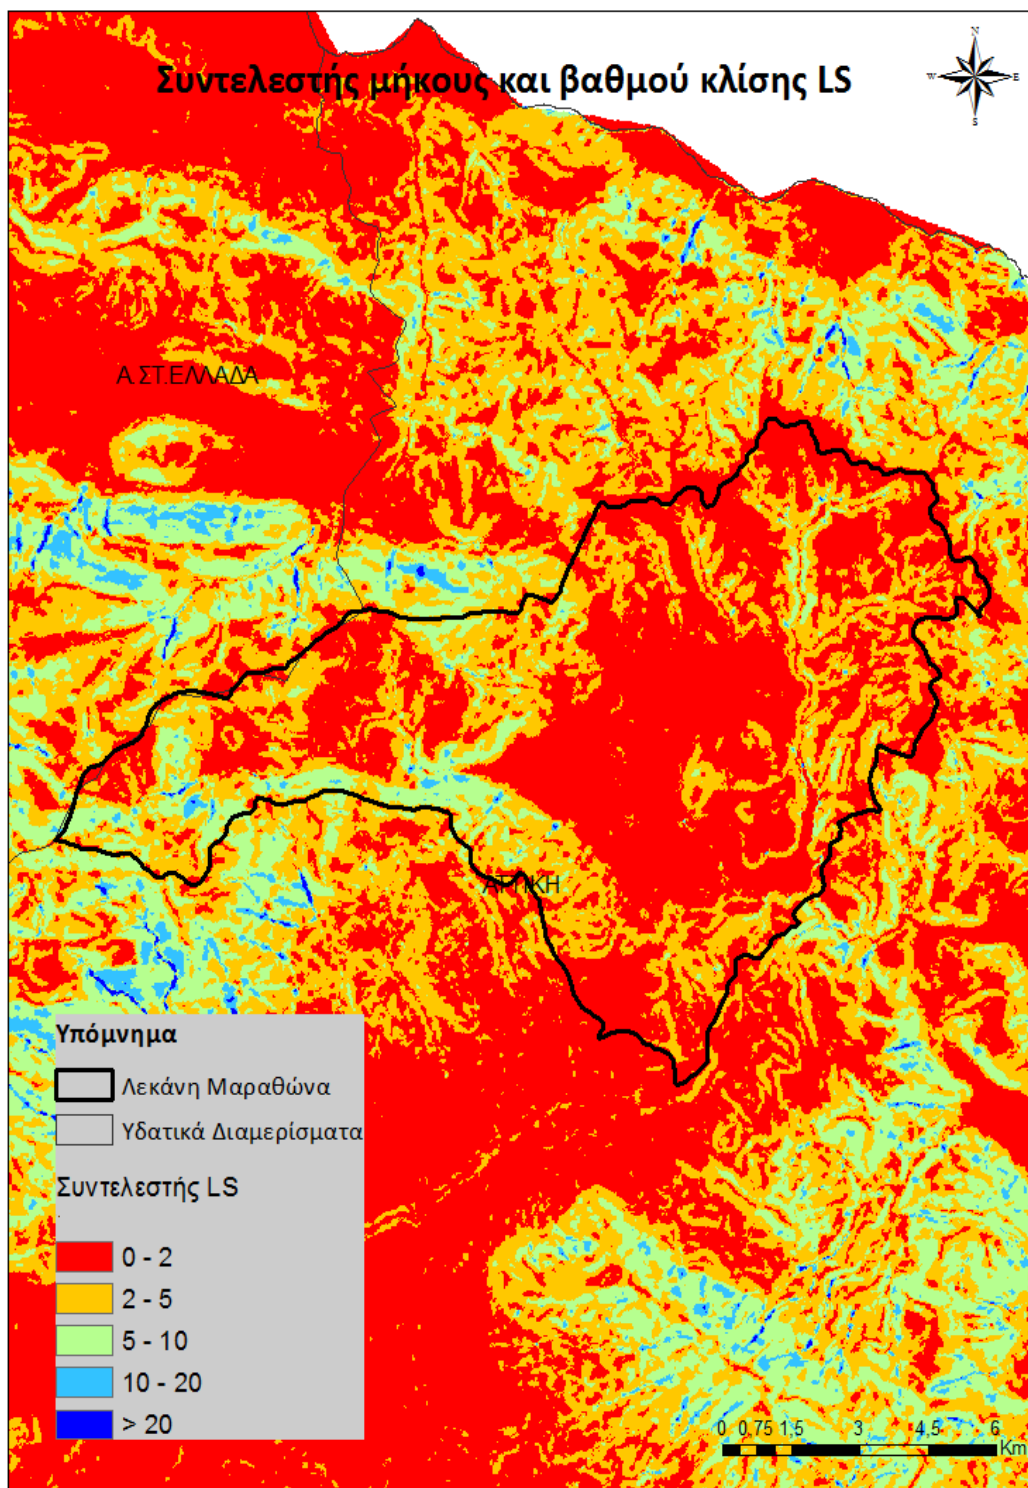 Συντελεστής μήκους και βαθμού κλίσης LS
N
W E
S
Α.ΣΤ.ΕΛΛΑΔΑ
ΑΤΤΙΚΗ
Υπόμνημα
Λεκάνη Μαραθώνα
Υδατικά Διαμερίσματα
Συντελεστής LS
0 - 2
2 - 5
5 - 10
10 - 20
> 20
0 0,75 1,5 3 4,5 6
Km